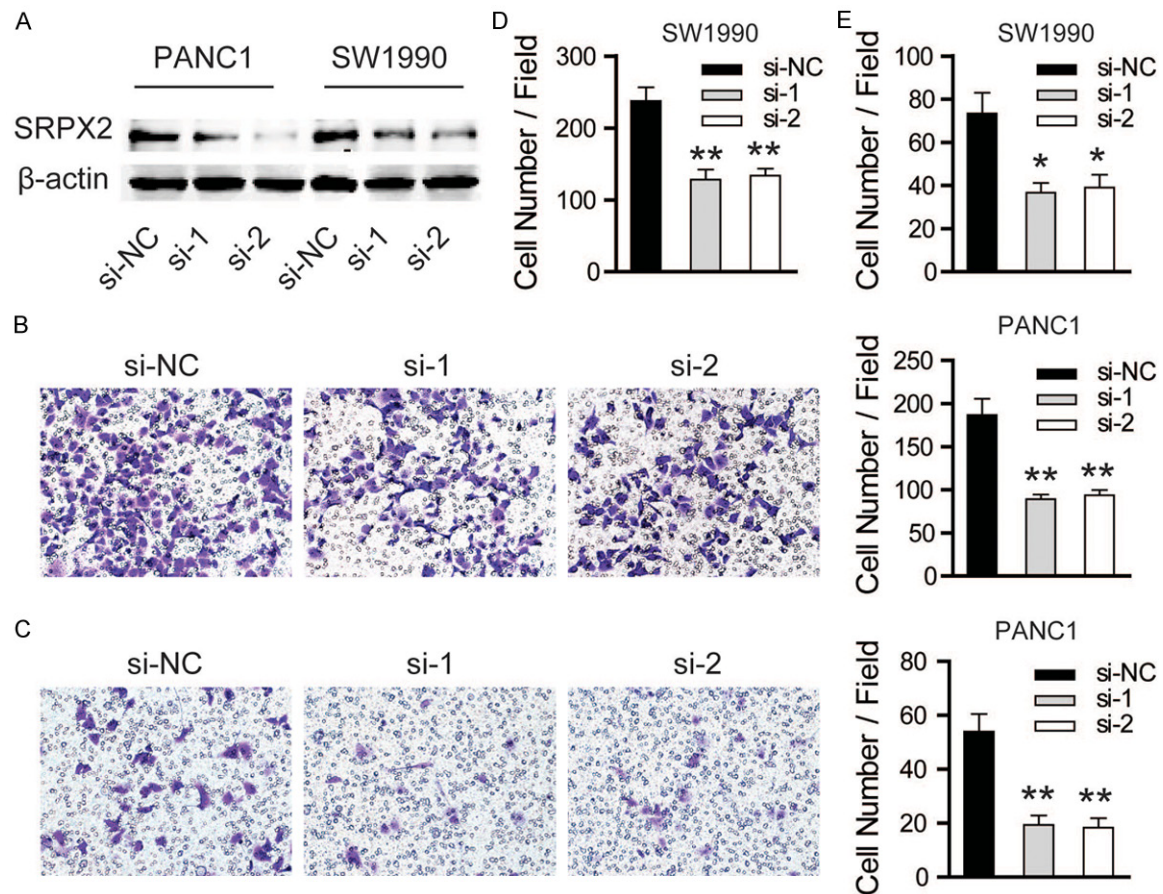 A
PANC1 SW1990
SRPX2
β-actin
si-NC si-1 si-2 si-NC si-1 si-2
B
si-NC si-1 si-2
C
si-NC si-1 si-2
D
SW1990
Cell Number / Field
300
200
100
0
si-NC
si-1
si-2
** **
E
SW1990
Cell Number / Field
100
80
60
40
20
0
si-NC
si-1
si-2
* *
PANC1
Cell Number / Field
250
200
150
100
50
0
si-NC
si-1
si-2
** **
PANC1
Cell Number / Field
80
60
40
20
0
si-NC
si-1
si-2
** **